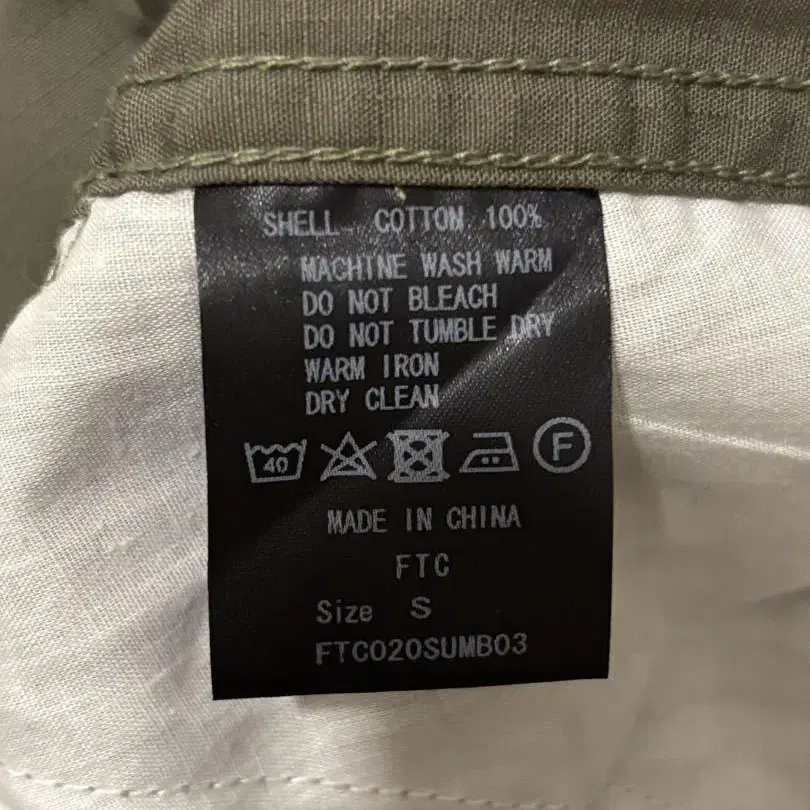 SHELL COTTON 100%
MACHINE WASH WARM
DO NOT BLEACH
DO NOT TUMBLE DRY
WARM IRON
DRY CLEAN
40 F
MADE IN CHINA
FTC
Size S
FTC020SUMB03